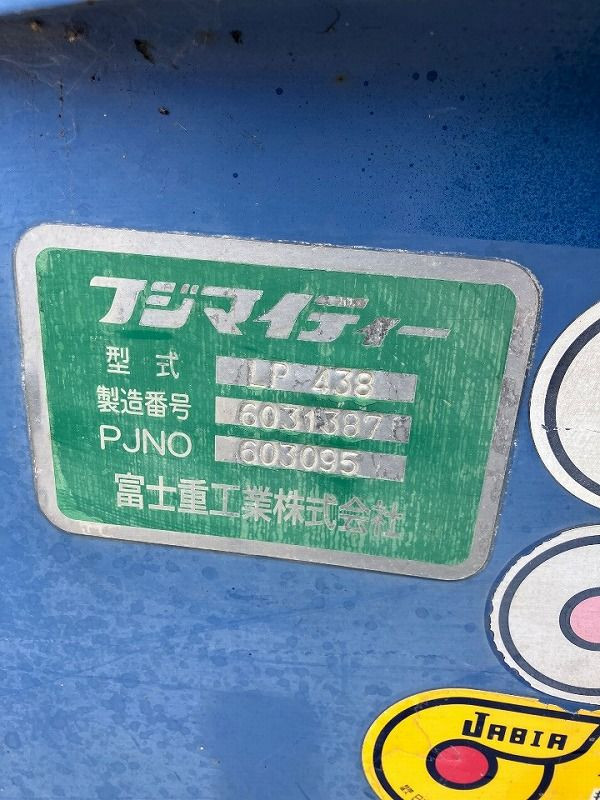 フジマイティー
型式 LP 438
製造番号 6031387
PJNO 603095
富士重工業株式会社
JABIA